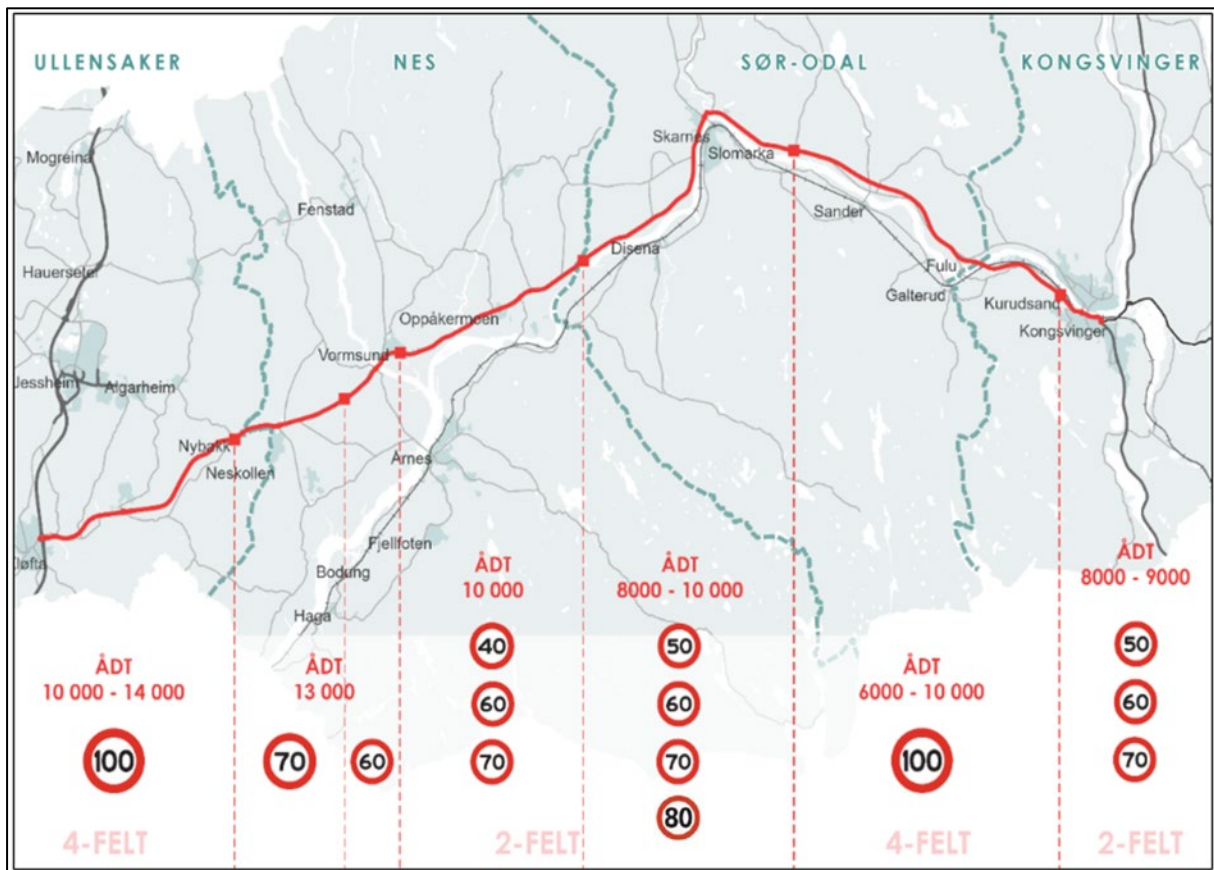 ULLENSAKER
NES
SØR-ODAL
KONGSVINGER
Mogreina
Skarnes
Slomarka
Fenstad
Sander
Disena
Hauerseter
Fulu
Galterud
Kurudsand
Oppåkermoen
Kongsvinger
Vormsund
Jessheim
Algarheim
Nybakk
Årnes
Neskollen
Kløfta
Fjellfoten
Bodung
Haga
ÅDT
10 000 - 14 000
100
4-FELT
ÅDT
13 000
70
60
ÅDT
10 000
40
60
70
2-FELT
ÅDT
8000 - 10 000
50
60
70
80
ÅDT
6000 - 10 000
100
4-FELT
ÅDT
8000 - 9000
50
60
70
2-FELT